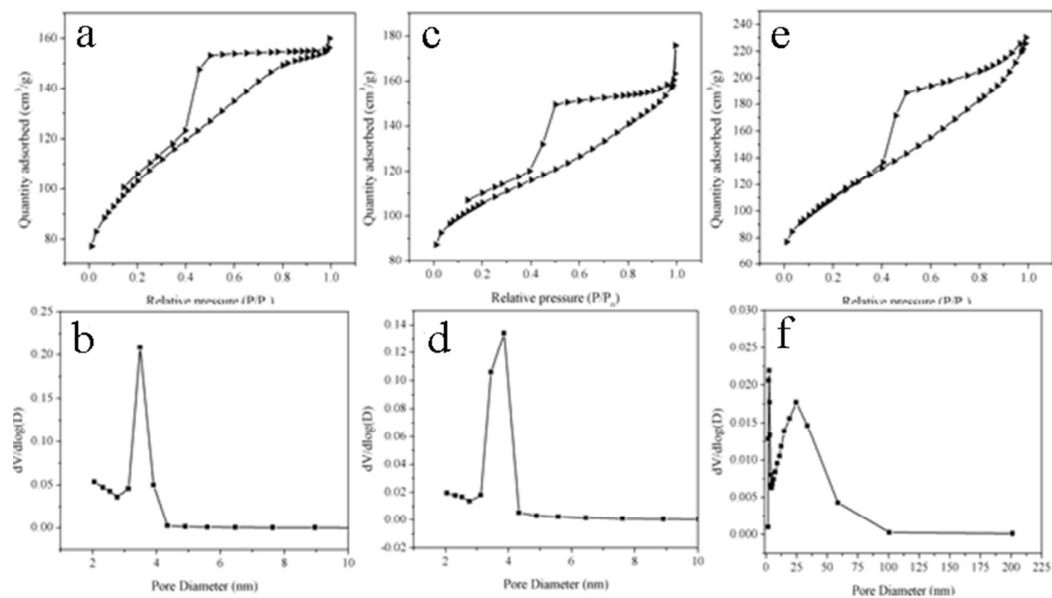 a
Quantity adsorbed (cm³/g)
160
140
120
100
80
0.0 0.2 0.4 0.6 0.8 1.0
Relative pressure (P/P
c
Quantity adsorbed (cm³/g)
180
160
140
120
100
80
0.0 0.2 0.4 0.6 0.8 1.0
Relative pressure (P/Pₒ)
e
Quantity adsorbed (cm³/g)
240
220
200
180
160
140
120
100
80
60
0.0 0.2 0.4 0.6 0.8 1.0
Relative pressure (P/P
b
dV/dlog(D)
0.25
0.20
0.15
0.10
0.05
0.00
2 4 6 8 10
Pore Diameter (nm)
d
dV/dlog(D)
0.14
0.12
0.10
0.08
0.06
0.04
0.02
0.00
-0.02
2 4 6 8 10
Pore Diameter (nm)
f
dV/dlog(D)
0.030
0.025
0.020
0.015
0.010
0.005
0.000
0 25 50 75 100 125 150 175 200 225
Pore Diameter (nm)